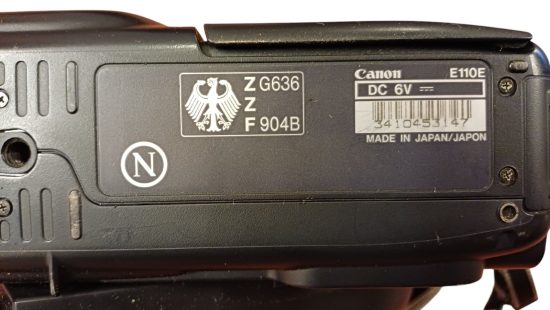 Z G636
Z
F 904B
N
Canon E110E
DC 6V ⎓
3410453147
MADE IN JAPAN/JAPON